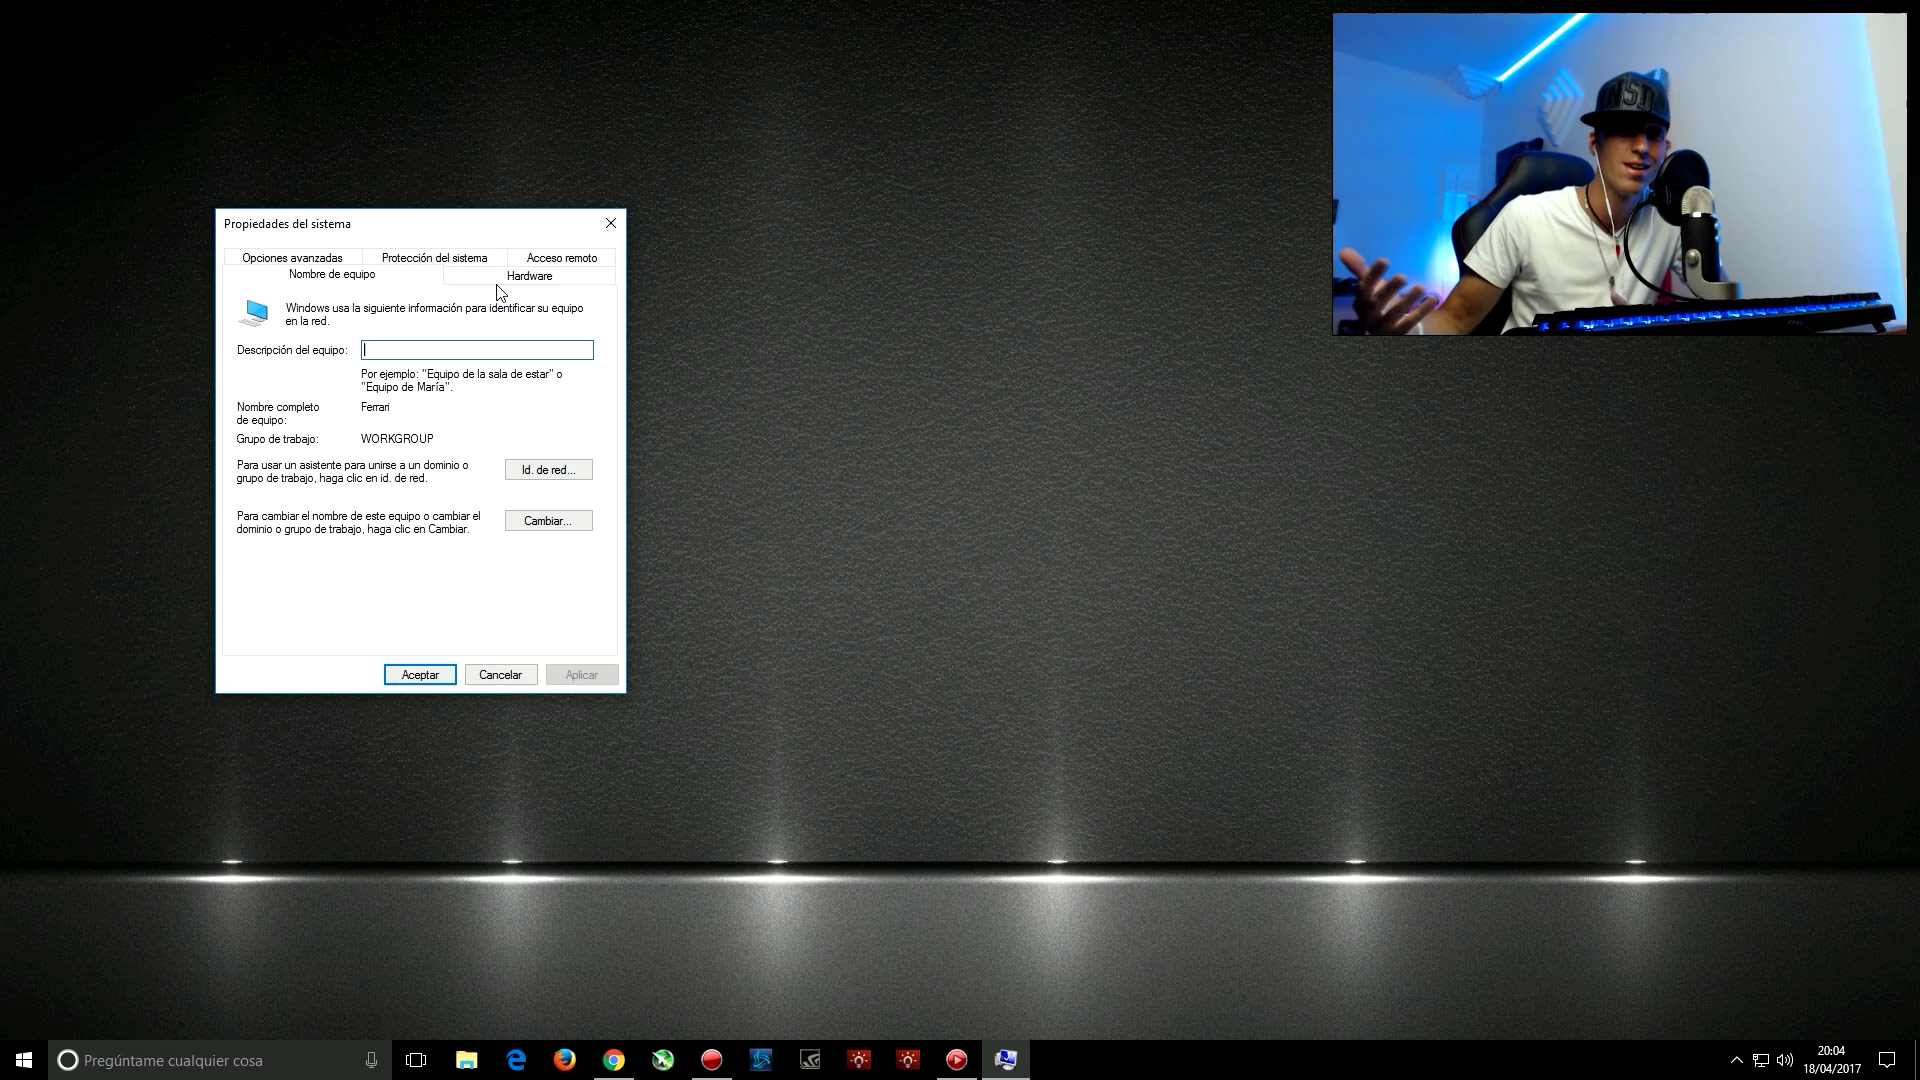 Propiedades del sistema
Opciones avanzadas
Protección del sistema
Acceso remoto
Nombre de equipo
Hardware
Windows usa la siguiente información para identificar su equipo
en la red.
Descripción del equipo:
Por ejemplo: "Equipo de la sala de estar" o
"Equipo de María".
Nombre completo
de equipo:
Ferrari
Grupo de trabajo:
WORKGROUP
Para usar un asistente para unirse a un dominio o
grupo de trabajo, haga clic en id. de red.
Id. de red...
Para cambiar el nombre de este equipo o cambiar el
dominio o grupo de trabajo, haga clic en Cambiar.
Cambiar...
Aceptar
Cancelar
Aplicar
Pregúntame cualquier cosa
20:04
18/04/2017